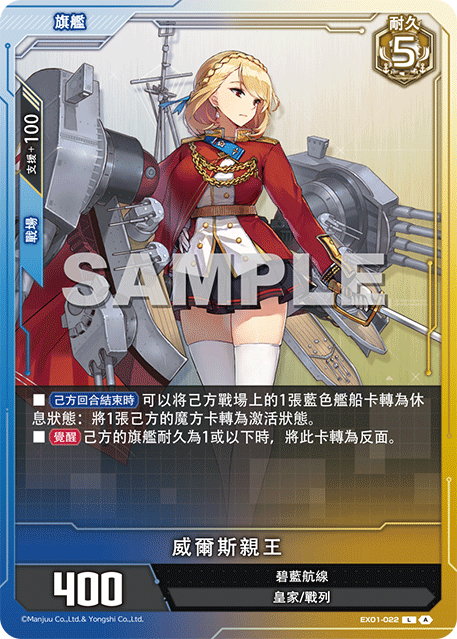 旗艦
耐久
5
支援+100
戰場
SAMPLE
■ 己方回合結束時 可以將己方戰場上的1張藍色艦船卡轉為休
息狀態：將1張己方的魔方卡轉為激活狀態。
■ 覺醒 己方的旗艦耐久為1或以下時，將此卡轉為反面。
威爾斯親王
400
碧藍航線
皇家/戰列
©Manjuu Co.,Ltd.& Yongshi Co.,Ltd.
EX01-022 L A